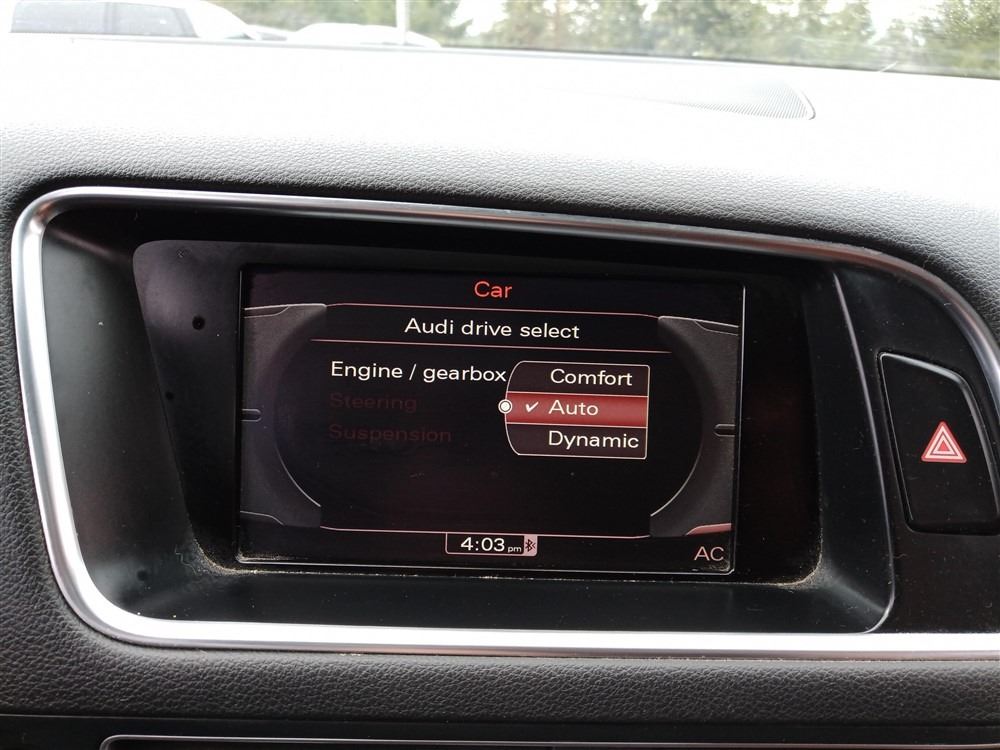 Car
Audi drive select
Engine / gearbox
Comfort
Steering
✔ Auto
Suspension
Dynamic
4:03 pm
AC